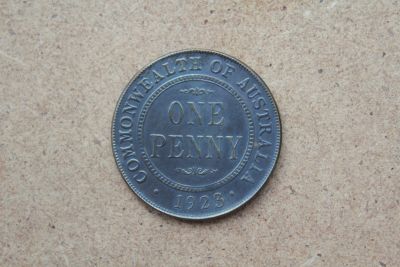 COMMONWEALTH OF AUSTRALIA
ONE
PENNY
· 1923 ·